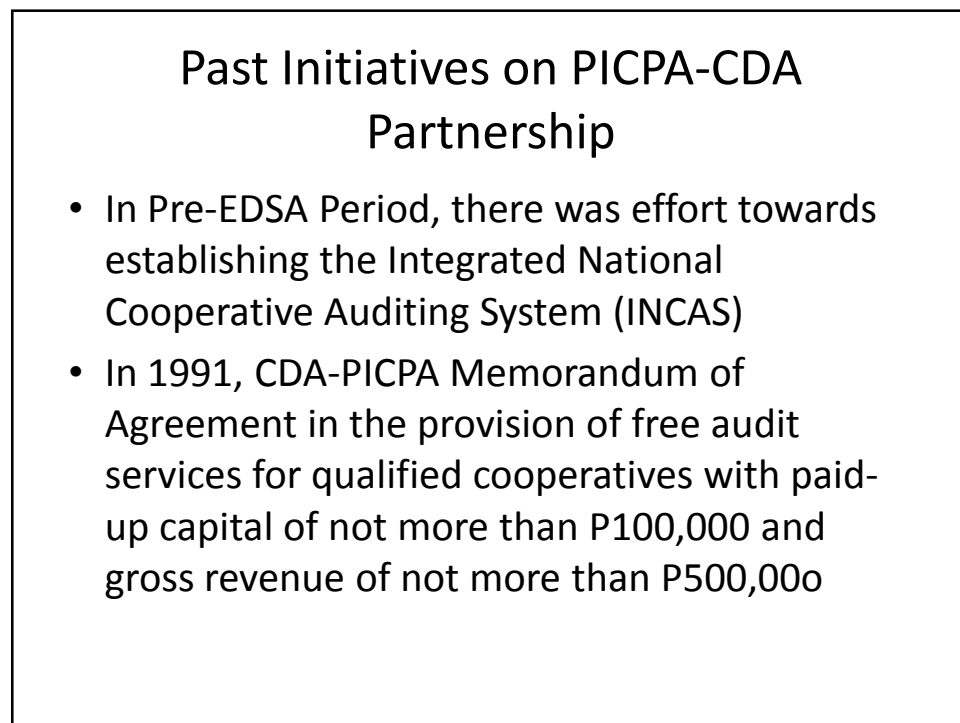 Past Initiatives on PICPA-CDA
Partnership
• In Pre-EDSA Period, there was effort towards
establishing the Integrated National
Cooperative Auditing System (INCAS)
• In 1991, CDA-PICPA Memorandum of
Agreement in the provision of free audit
services for qualified cooperatives with paid-
up capital of not more than P100,000 and
gross revenue of not more than P500,00o